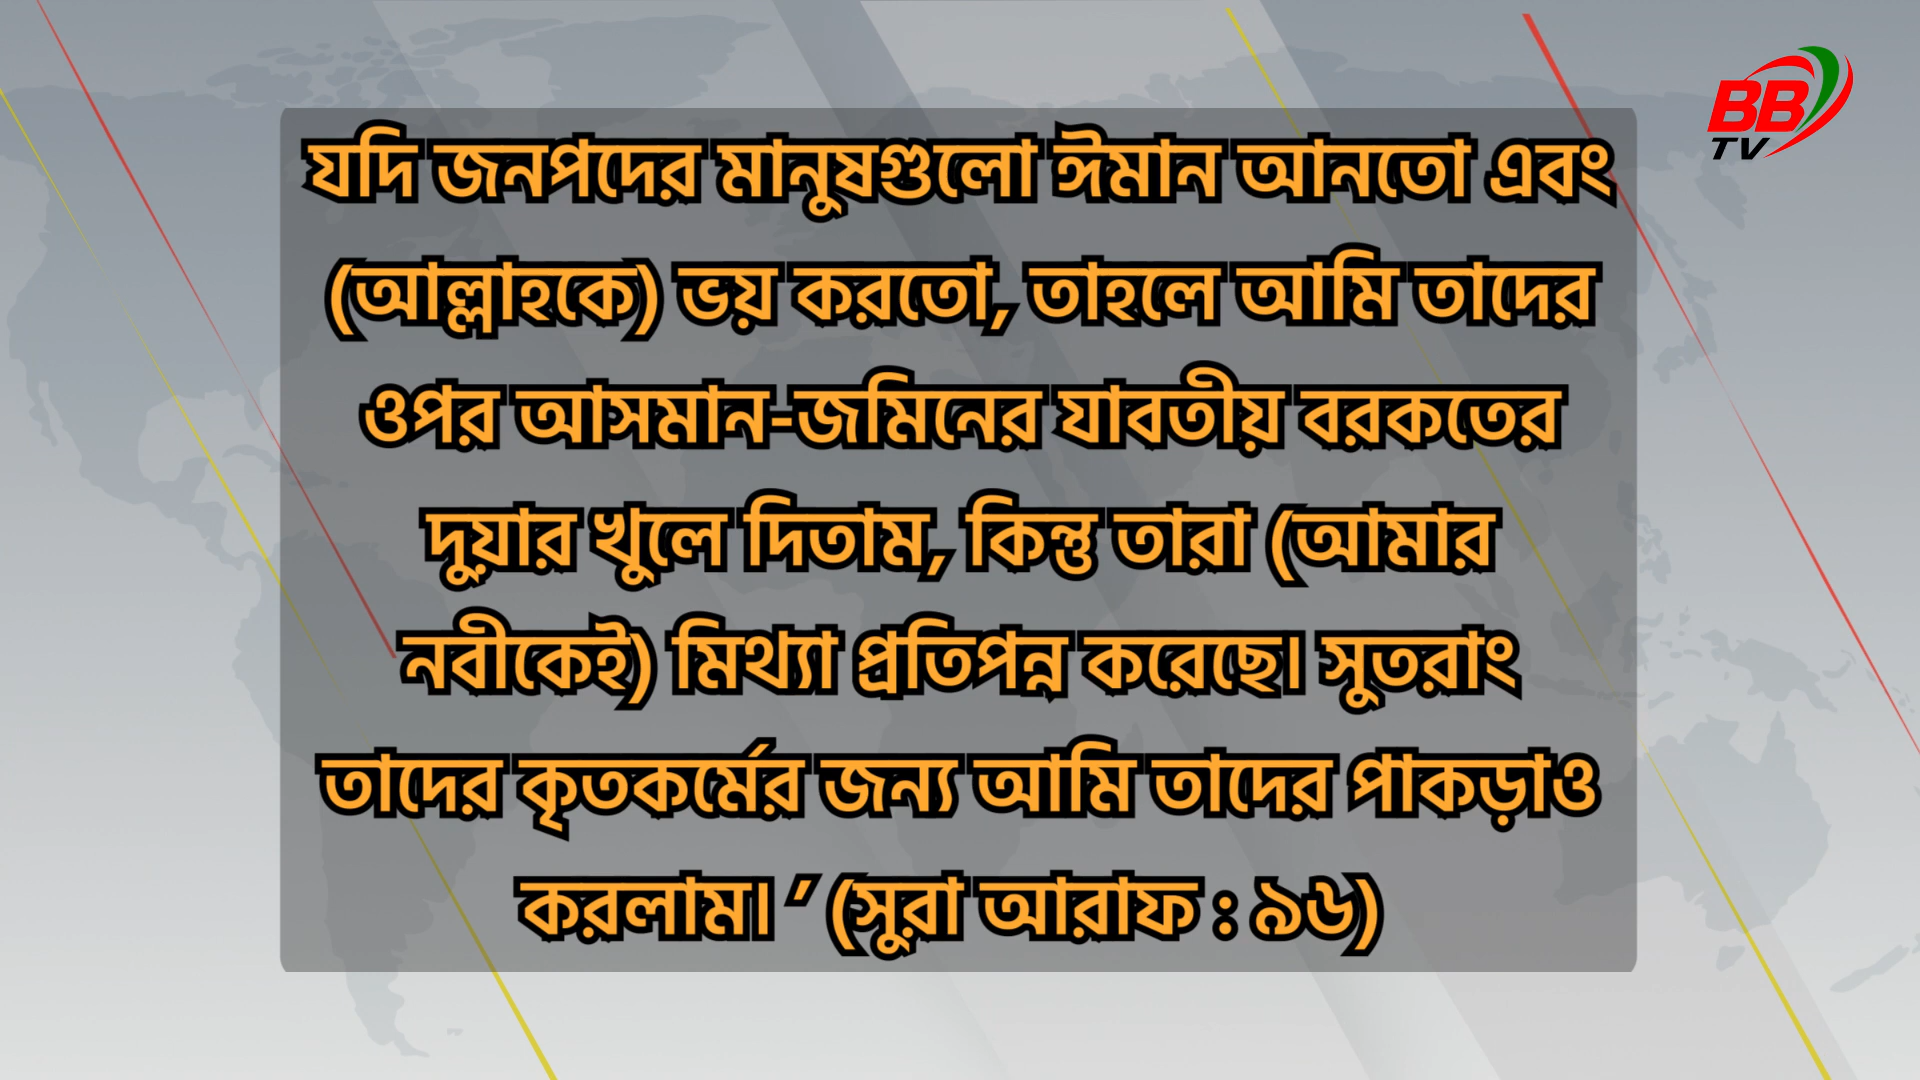 BB
TV
যদি জনপদের মানুষগুলো ঈমান আনতো এবং
(আল্লাহকে) ভয় করতো, তাহলে আমি তাদের
ওপর আসমান-জমিনের যাবতীয় বরকতের
দুয়ার খুলে দিতাম, কিন্তু তারা (আমার
নবীকেই) মিথ্যা প্রতিপন্ন করেছে। সুতরাং
তাদের কৃতকর্মের জন্য আমি তাদের পাকড়াও
করলাম। ’ (সুরা আরাফ : ৯৬)